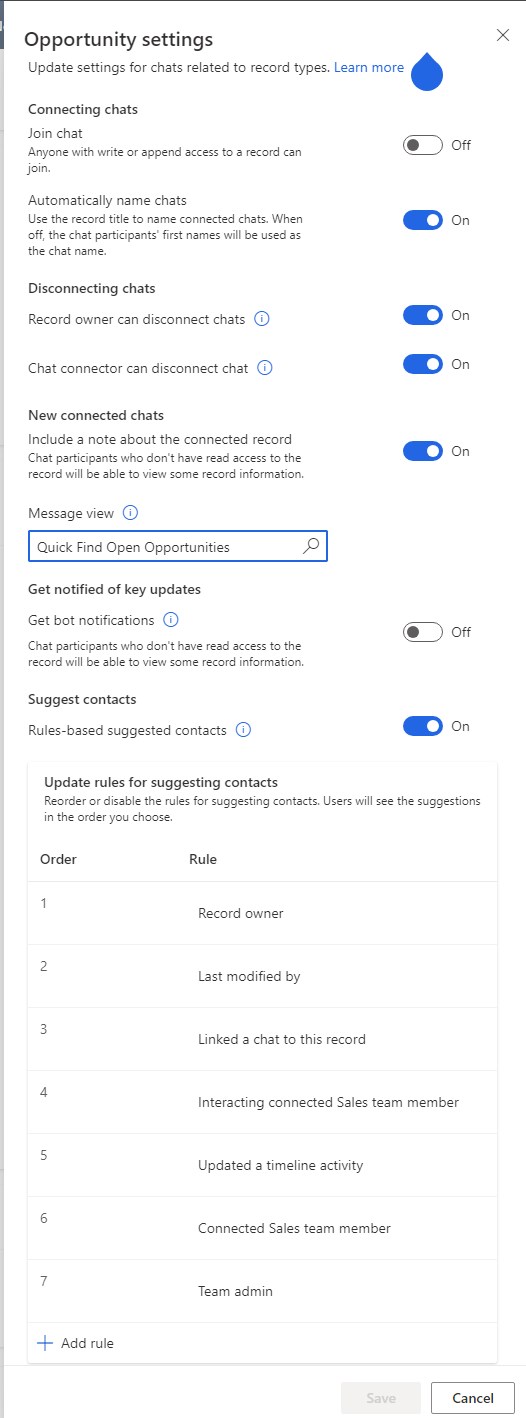 Opportunity settings
Update settings for chats related to record types. Learn more
Connecting chats
Join chat
Anyone with write or append access to a record can
join.
Off
Automatically name chats
Use the record title to name connected chats. When
off, the chat participants' first names will be used as
the chat name.
On
Disconnecting chats
Record owner can disconnect chats
On
Chat connector can disconnect chat
On
New connected chats
Include a note about the connected record
Chat participants who don't have read access to the
record will be able to view some record information.
On
Message view
Quick Find Open Opportunities
Get notified of key updates
Get bot notifications
Off
Chat participants who don't have read access to the
record will be able to view some record information.
Suggest contacts
Rules-based suggested contacts
On
Update rules for suggesting contacts
Reorder or disable the rules for suggesting contacts. Users will see the suggestions
in the order you choose.
Order Rule
1 Record owner
2 Last modified by
3 Linked a chat to this record
4 Interacting connected Sales team member
5 Updated a timeline activity
6 Connected Sales team member
7 Team admin
Add rule
Save Cancel